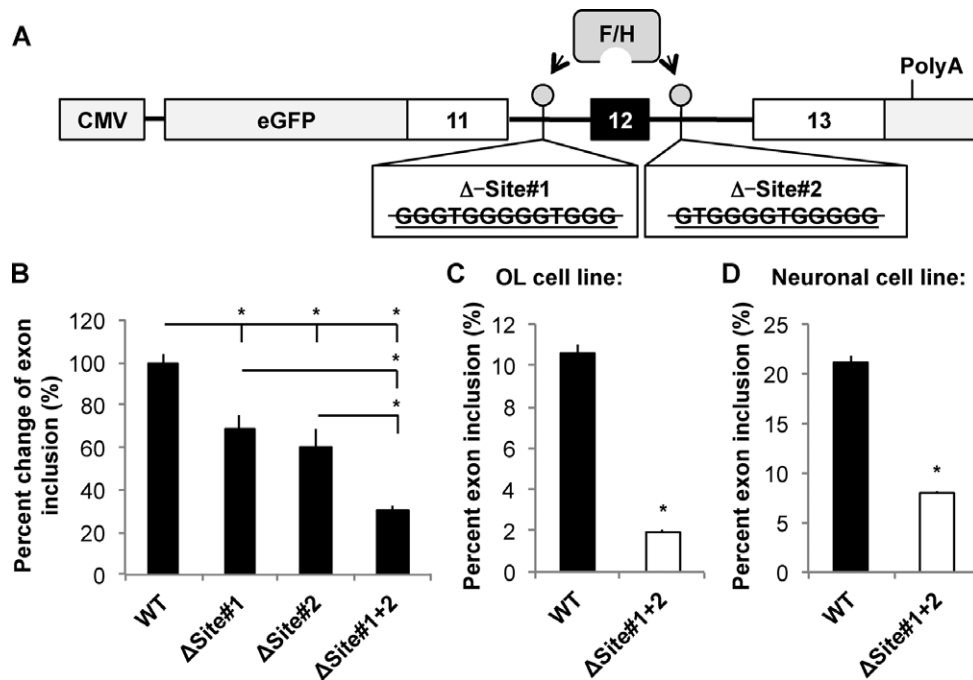 A
F/H
PolyA
CMV
eGFP
11
12
13
Δ–Site#1
GGGTGGGGGTGGG
Δ–Site#2
GTGGGGTGGGGG
B
Percent change of exon
inclusion (%)
120
100
80
60
40
20
0
*
*
*
*
*
WT
ΔSite#1
ΔSite#2
ΔSite#1+2
C
OL cell line:
Percent exon inclusion (%)
12
10
8
6
4
2
0
*
WT
ΔSite#1+2
D
Neuronal cell line:
Percent exon inclusion (%)
25
20
15
10
5
0
*
WT
ΔSite#1+2